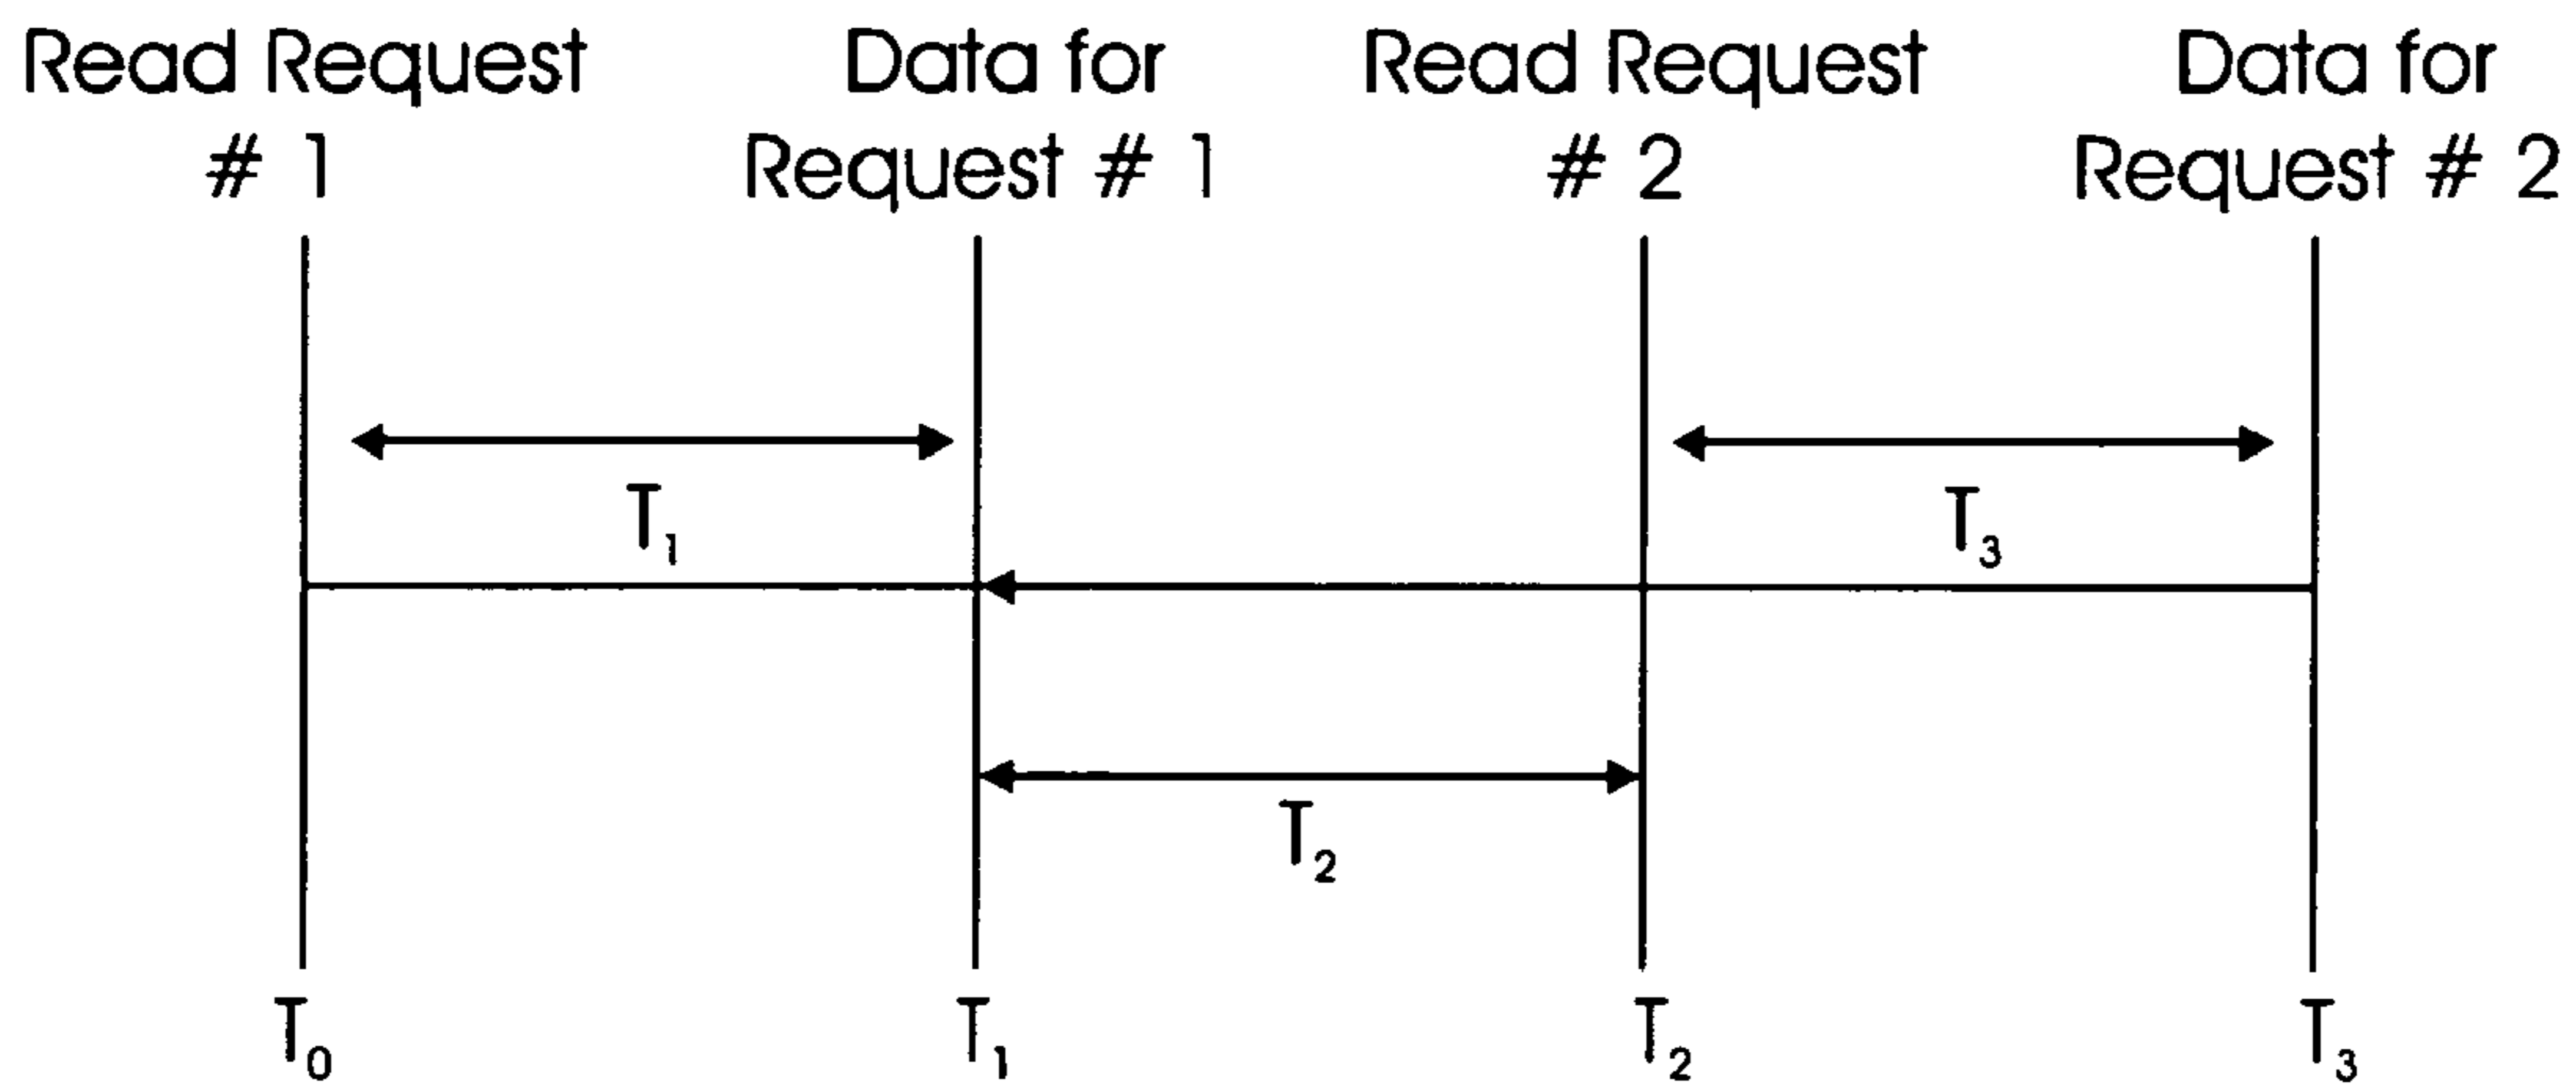 Read Request
# 1
Data for
Request # 1
Read Request
# 2
Data for
Request # 2
T1
T3
T2
T0
T1
T2
T3